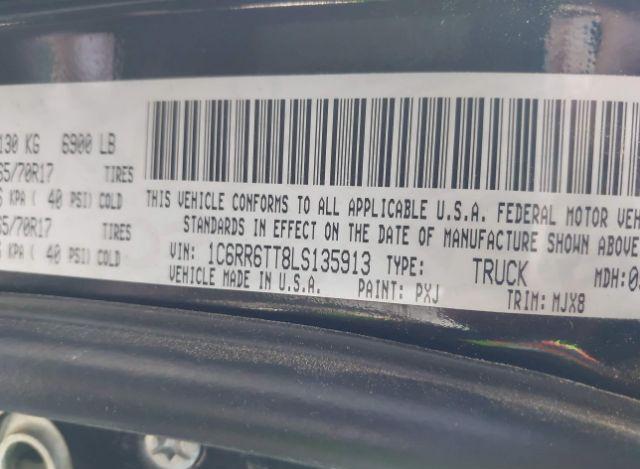 130 KG 6900 LB
65/70R17 TIRES
KPA ( 40 PSI) COLD
65/70R17 TIRES
KPA ( 40 PSI) COLD
THIS VEHICLE CONFORMS TO ALL APPLICABLE U.S.A. FEDERAL MOTOR VEH
STANDARDS IN EFFECT ON THE DATE OF MANUFACTURE SHOWN ABOVE
VIN: 1C6RR6TT8LS135913 TYPE: TRUCK MDH:0
VEHICLE MADE IN U.S.A. PAINT: PXJ TRIM: MJX8